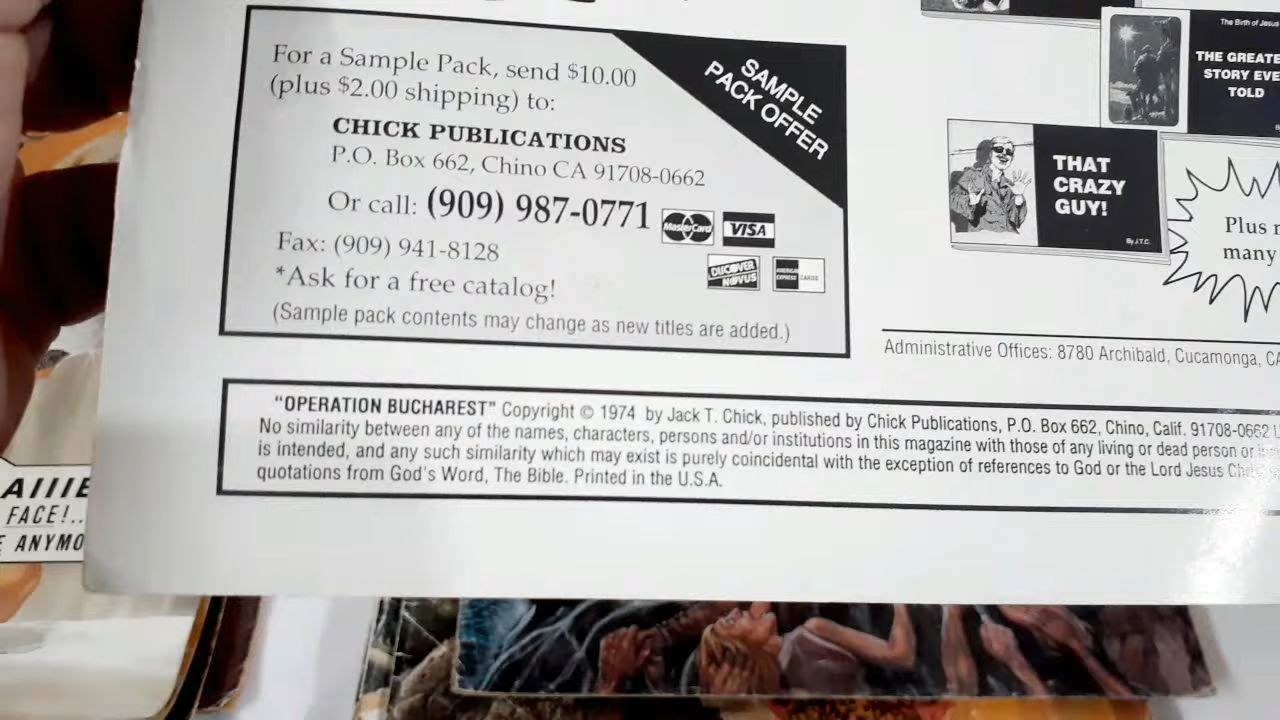 For a Sample Pack, send $10.00
(plus $2.00 shipping) to:
SAMPLE
PACK OFFER
CHICK PUBLICATIONS
P.O. Box 662, Chino CA 91708-0662
Or call: (909) 987-0771
MasterCard
VISA
Fax: (909) 941-8128
DISCOVER
NOVUS
AMERICAN
EXPRESS
CARDS
*Ask for a free catalog!
(Sample pack contents may change as new titles are added.)
The Birth of Jesus
THE GREATE
STORY EVE
TOLD
THAT
CRAZY
GUY!
By J.T.C.
Plus
many
Administrative Offices: 8780 Archibald, Cucamonga, CA
"OPERATION BUCHAREST" Copyright © 1974 by Jack T. Chick, published by Chick Publications, P.O. Box 662, Chino, Calif. 91708-0662
No similarity between any of the names, characters, persons and/or institutions in this magazine with those of any living or dead person or
is intended, and any such similarity which may exist is purely coincidental with the exception of references to God or the Lord Jesus
quotations from God's Word, The Bible. Printed in the U.S.A.
AIIIE
FACE!..
ANYMO